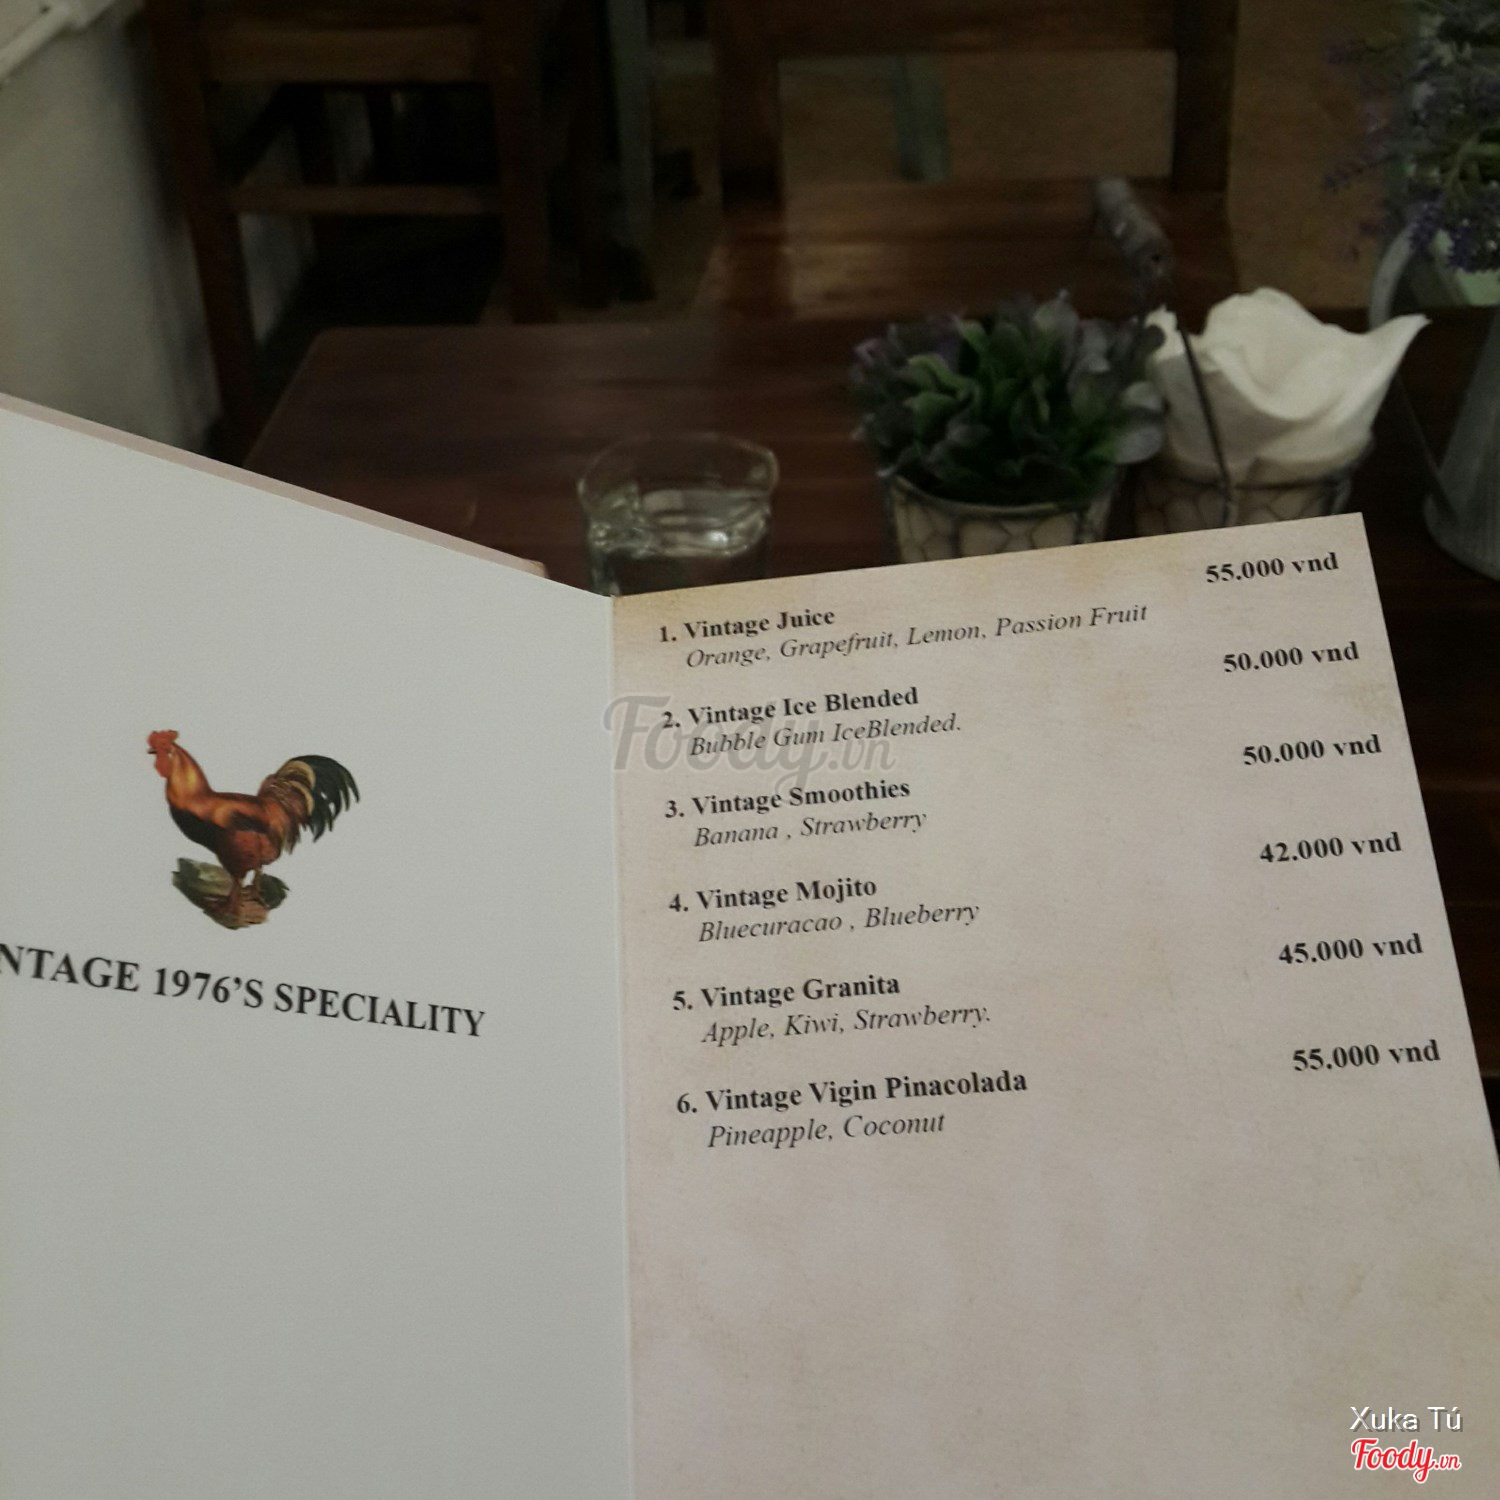 NTAGE 1976'S SPECIALITY
1. Vintage Juice 55.000 vnd
Orange, Grapefruit, Lemon, Passion Fruit
2. Vintage Ice Blended 50.000 vnd
Bubble Gum IceBlended.
3. Vintage Smoothies 50.000 vnd
Banana , Strawberry
4. Vintage Mojito 42.000 vnd
Bluecuracao , Blueberry
5. Vintage Granita 45.000 vnd
Apple, Kiwi, Strawberry.
6. Vintage Vigin Pinacolada 55.000 vnd
Pineapple, Coconut
Foody.vn
Xuka Tú
Foody.vn